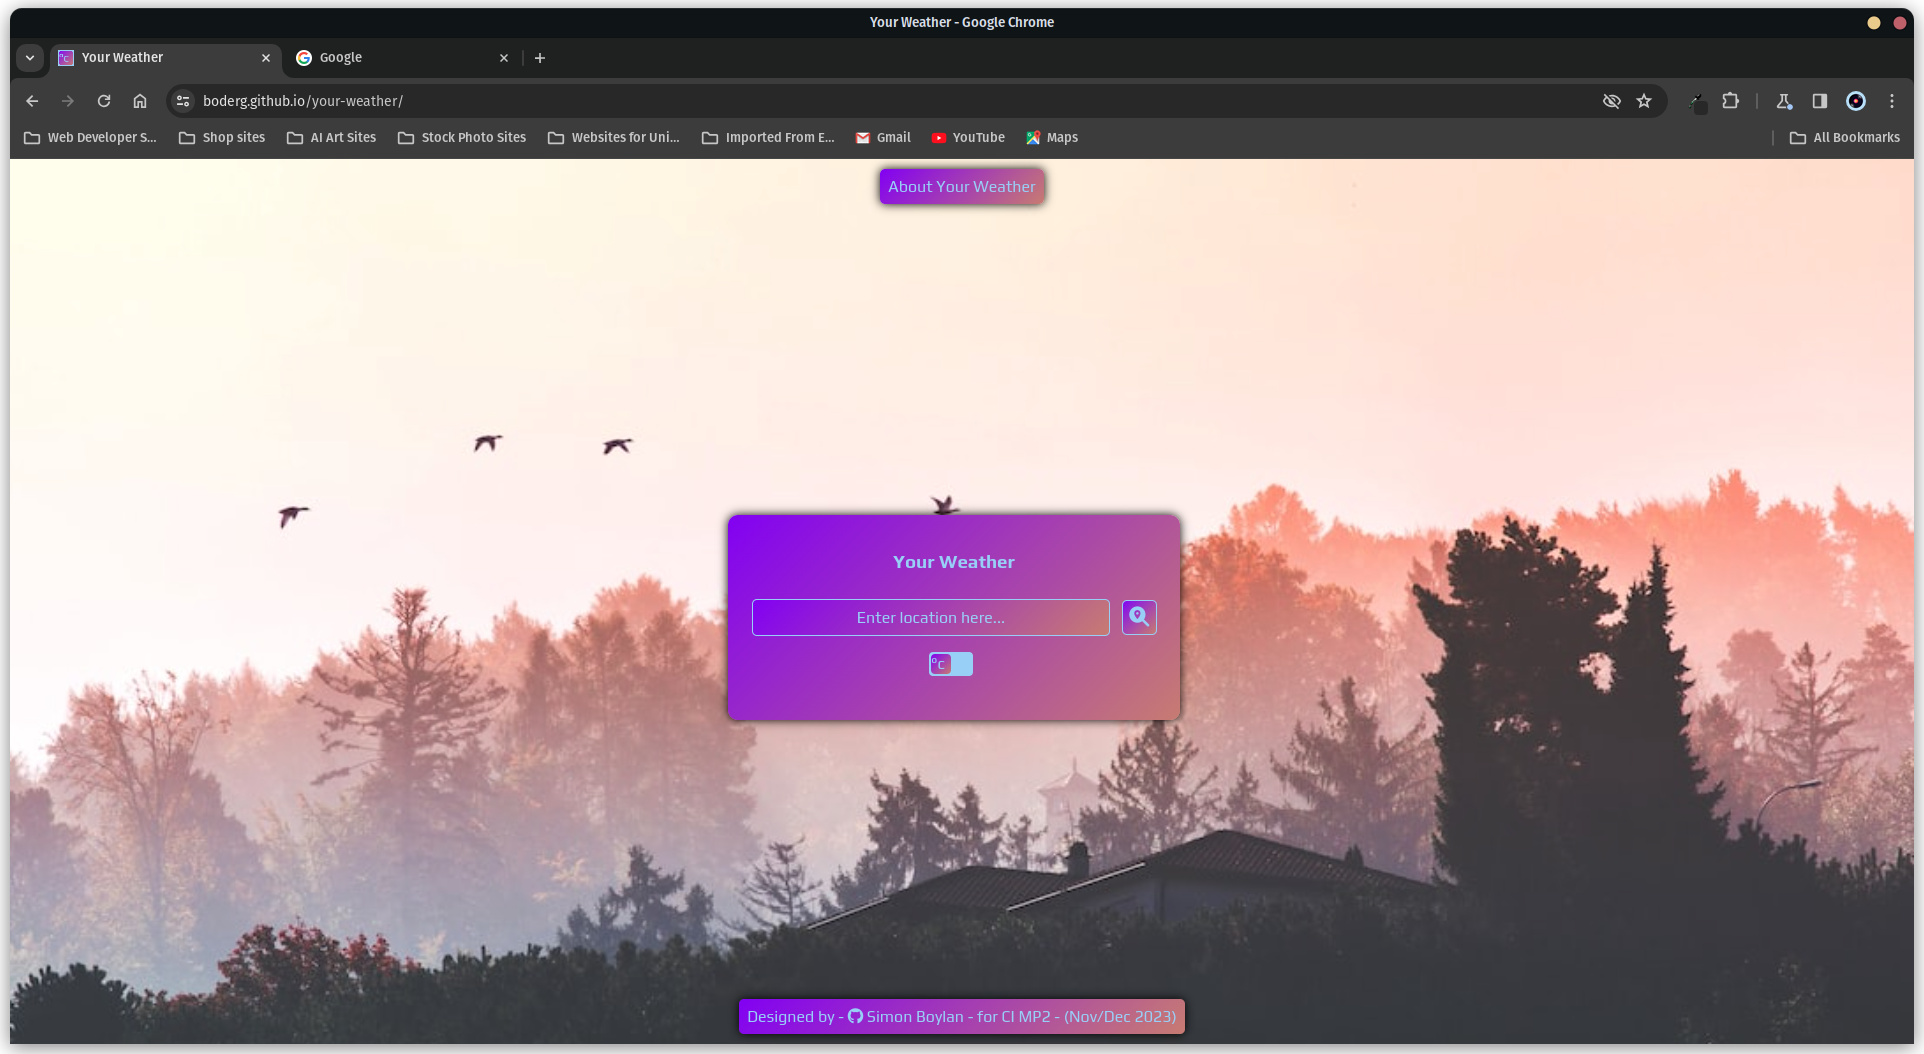 Your Weather - Google Chrome
°C Your Weather
Google
boderg.github.io/your-weather/
Web Developer S...
Shop sites
AI Art Sites
Stock Photo Sites
Websites for Uni...
Imported From E...
Gmail
YouTube
Maps
All Bookmarks
About Your Weather
Your Weather
Enter location here...
°C
Designed by - Simon Boylan - for CI MP2 - (Nov/Dec 2023)